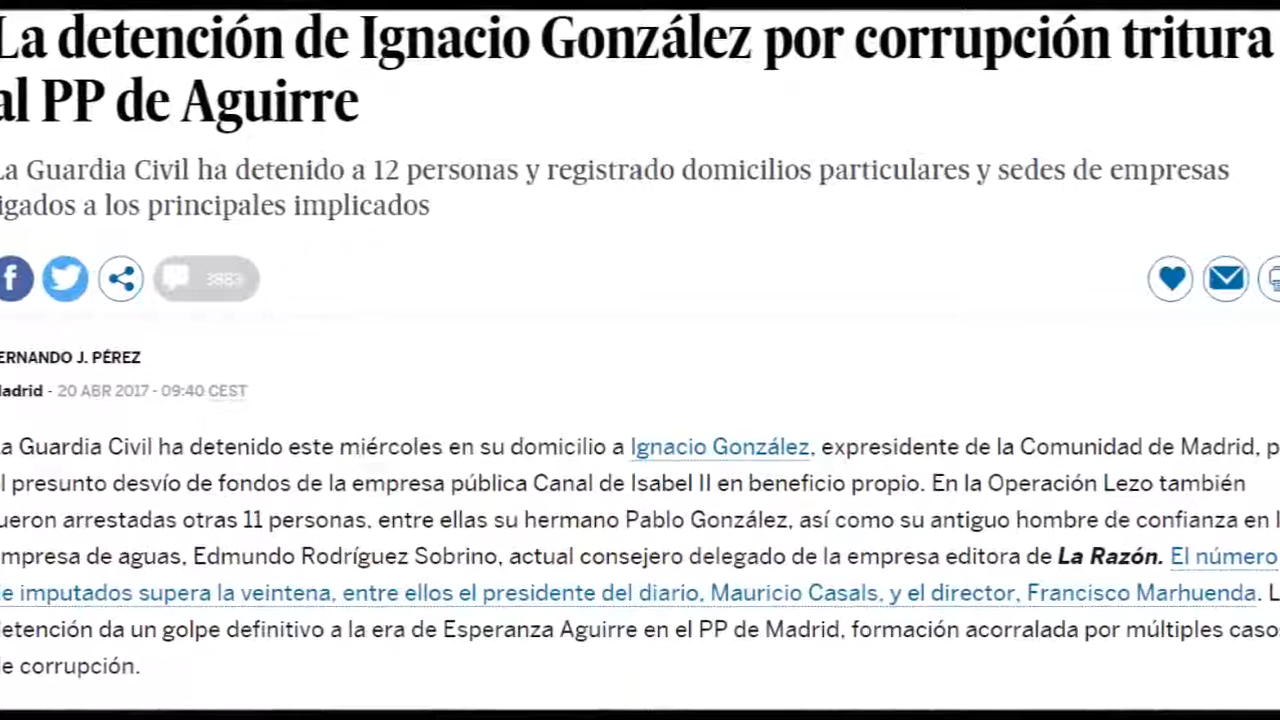 La detención de Ignacio González por corrupción tritura
al PP de Aguirre
La Guardia Civil ha detenido a 12 personas y registrado domicilios particulares y sedes de empresas
ligados a los principales implicados
3883
ERNANDO J. PÉREZ
Madrid - 20 ABR 2017 - 09:40 CEST
La Guardia Civil ha detenido este miércoles en su domicilio a Ignacio González, expresidente de la Comunidad de Madrid, p
el presunto desvío de fondos de la empresa pública Canal de Isabel II en beneficio propio. En la Operación Lezo también
fueron arrestadas otras 11 personas, entre ellas su hermano Pablo González, así como su antiguo hombre de confianza en l
empresa de aguas, Edmundo Rodríguez Sobrino, actual consejero delegado de la empresa editora de La Razón. El número
de imputados supera la veintena, entre ellos el presidente del diario, Mauricio Casals, y el director, Francisco Marhuenda. L
detención da un golpe definitivo a la era de Esperanza Aguirre en el PP de Madrid, formación acorralada por múltiples casos
de corrupción.